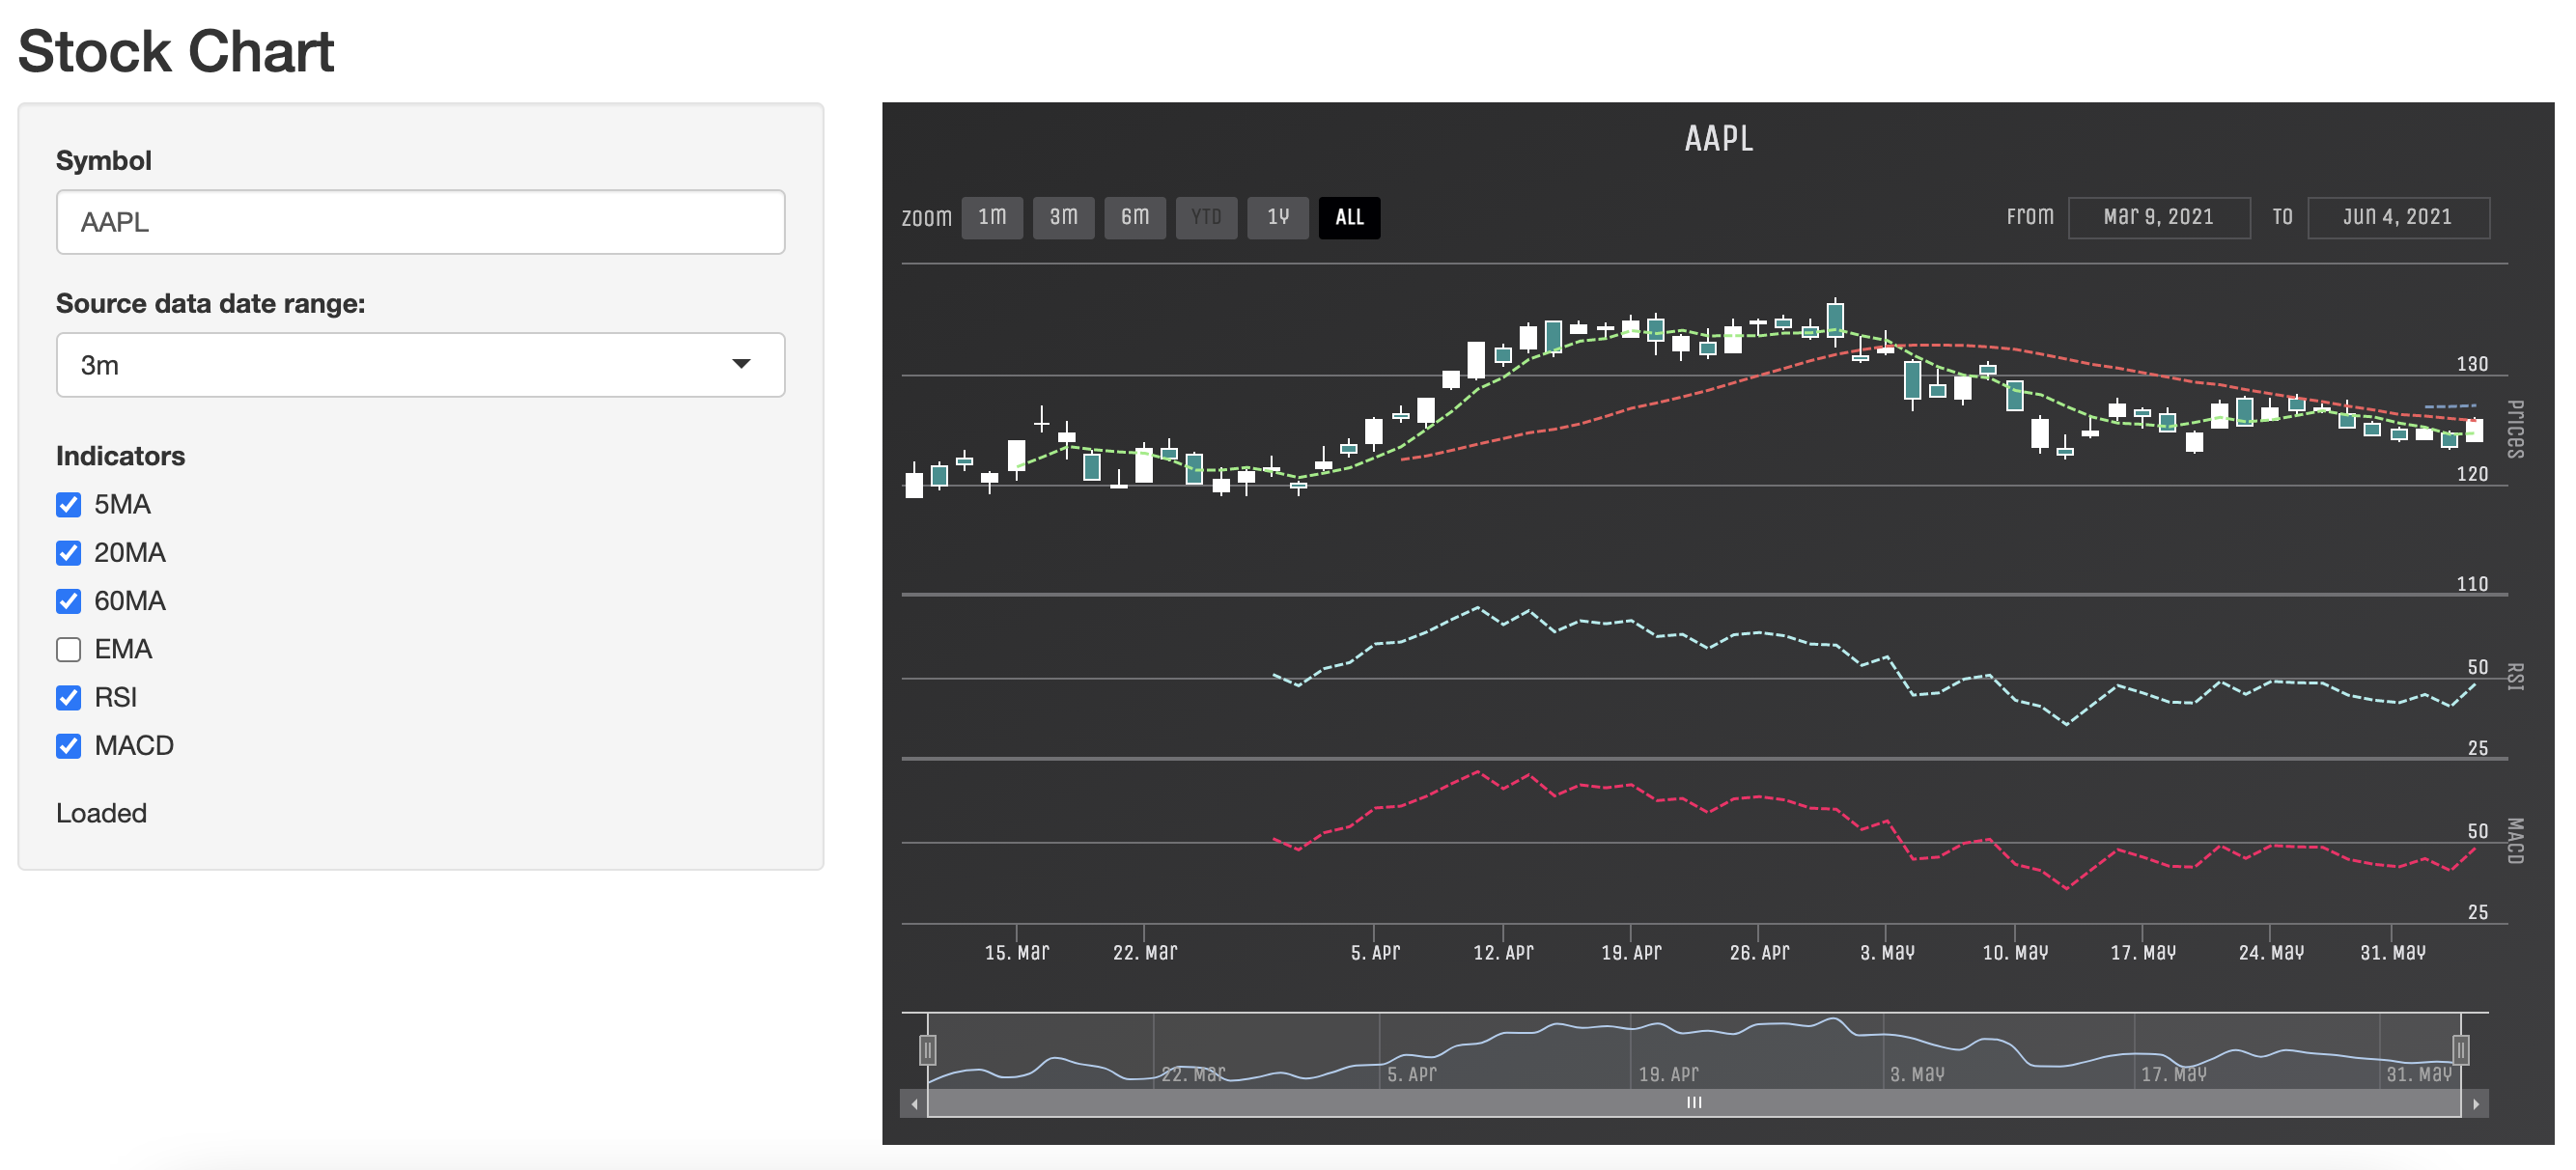 Stock Chart
Symbol
AAPL
Source data date range:
3m
Indicators
5MA
20MA
60MA
EMA
RSI
MACD
Loaded
AAPL
Zoom 1m 3m 6m YTD 1y ALL
From Mar 9, 2021 To Jun 4, 2021
130
120
110
Prices
50
25
RSI
50
25
MACD
15. Mar 22. Mar 5. Apr 12. Apr 19. Apr 26. Apr 3. May 10. May 17. May 24. May 31. May
22. Mar 5. Apr 19. Apr 3. May 17. May 31. May